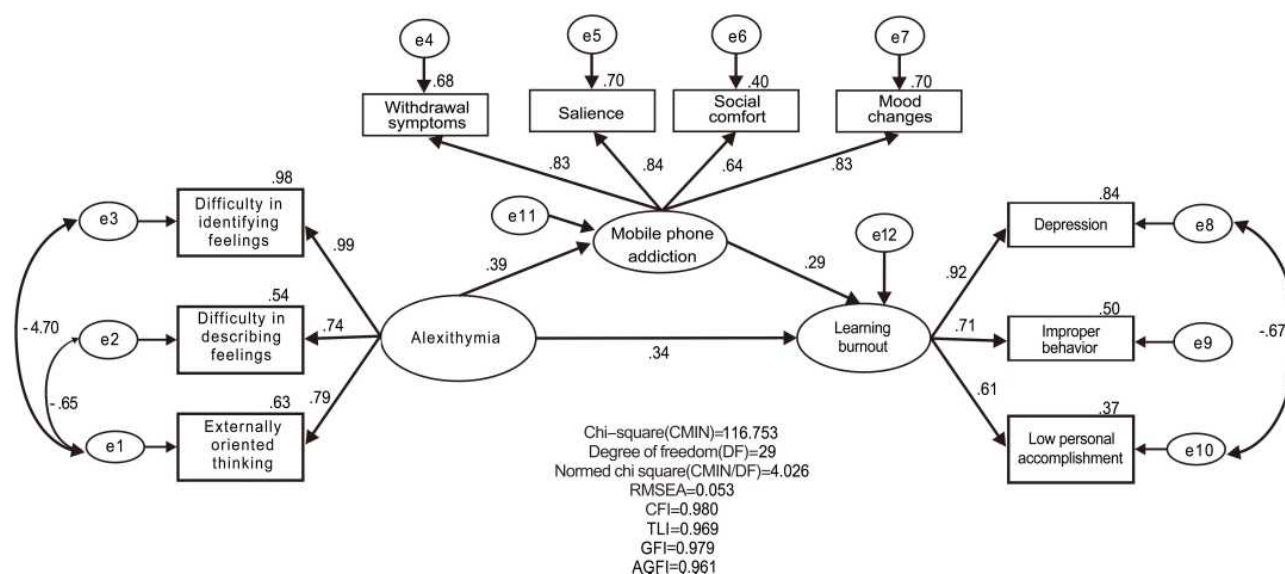 e4
e5
e6
e7
.68
.70
.40
.70
Withdrawal
symptoms
Salience
Social
comfort
Mood
changes
.83
.84
.64
.83
.98
e3
Difficulty in
identifying
feelings
.99
e11
Mobile phone
addiction
e12
.84
Depression
e8
.39
.29
.92
-4.70
.54
e2
Difficulty in
describing
feelings
.74
Alexithymia
.34
Learning
burnout
.71
.50
Improper
behavior
e9
-.67
-.65
.79
.61
.63
e1
Externally
oriented
thinking
.37
Low personal
accomplishment
e10
Chi-square(CMIN)=116.753
Degree of freedom(DF)=29
Normed chi square(CMIN/DF)=4.026
RMSEA=0.053
CFI=0.980
TLI=0.969
GFI=0.979
AGFI=0.961